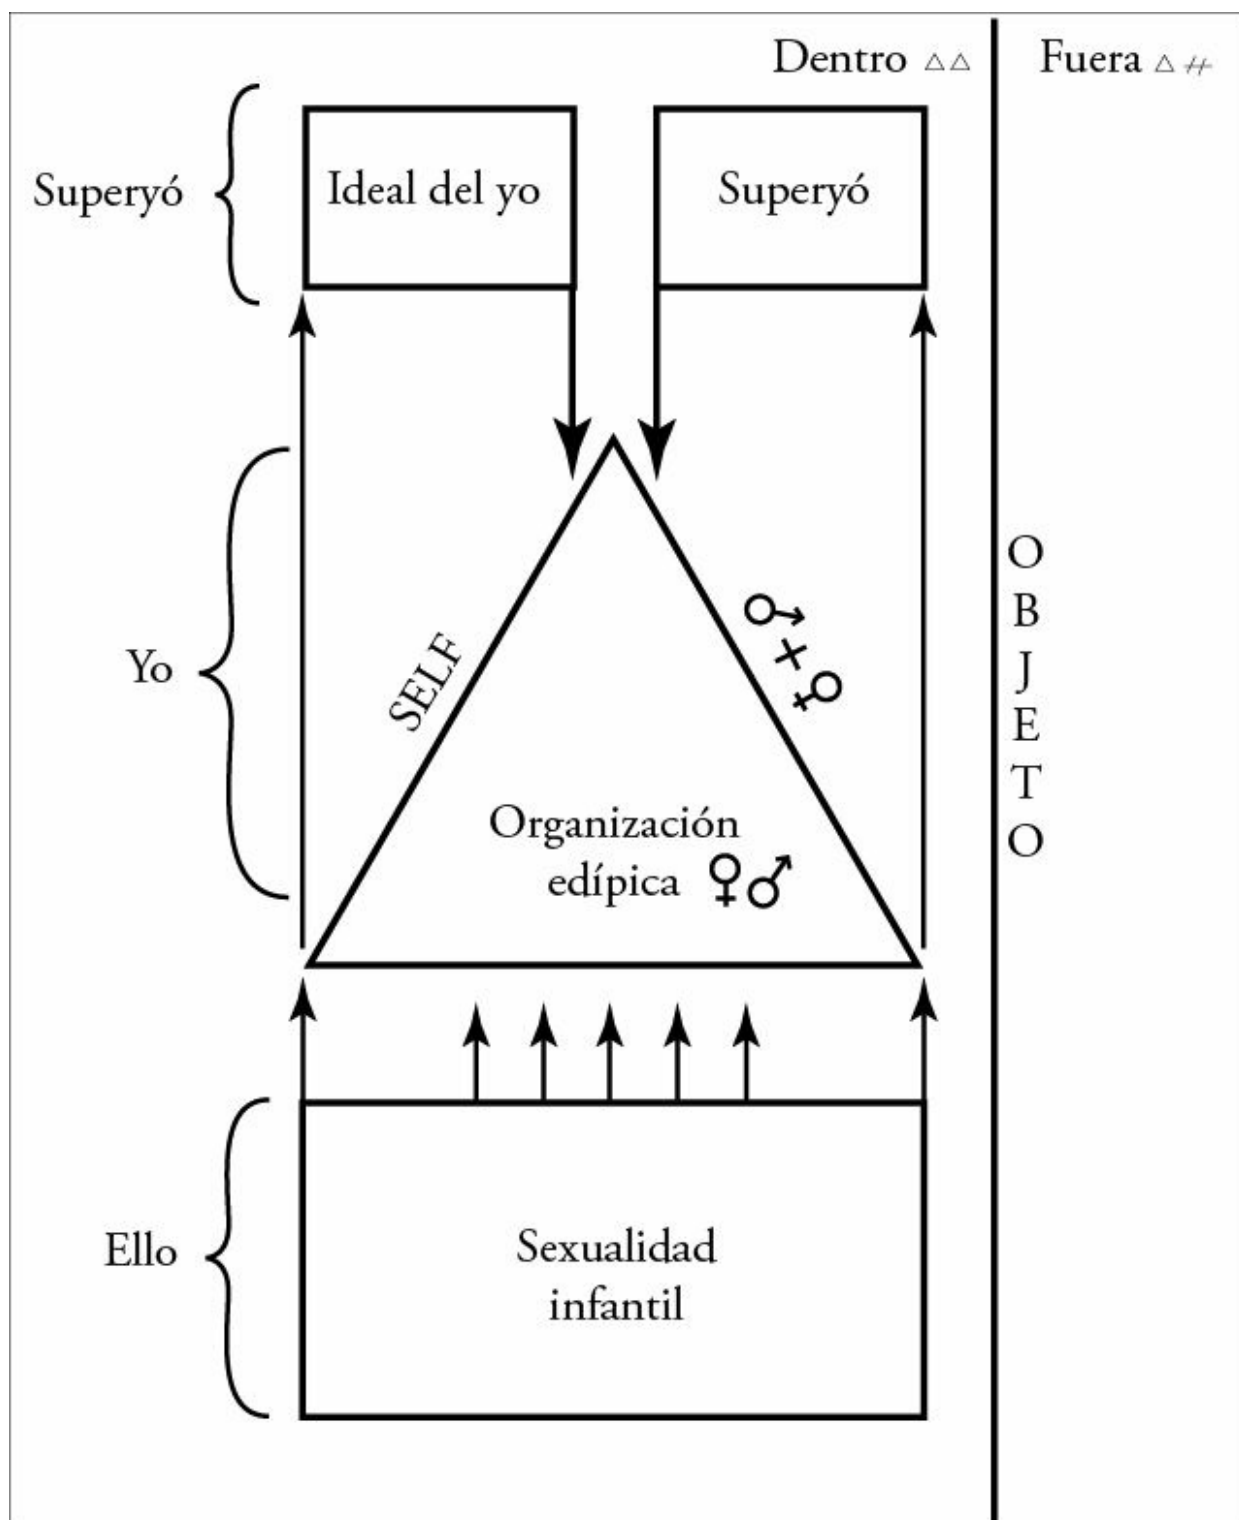 Dentro △△
Fuera △ //
Superyó
Ideal del yo
Superyó
Yo
SELF
♂
+
♀
OBJETO
Organización
edípica ♀♂
Ello
Sexualidad
infantil